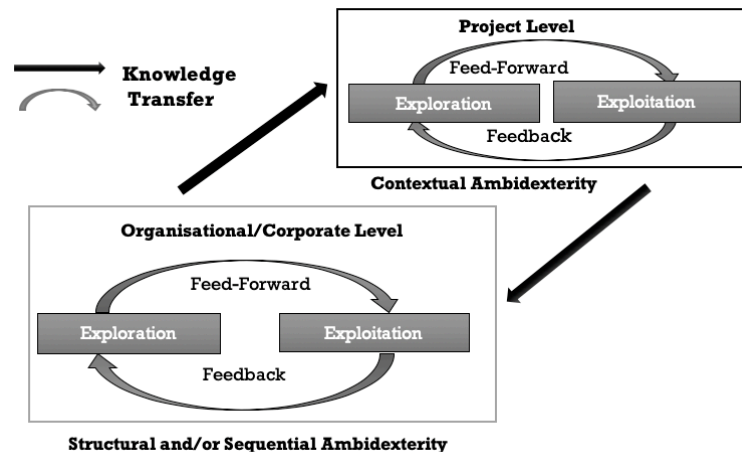 Project Level
Knowledge
Transfer
Feed-Forward
Exploration
Exploitation
Feedback
Contextual Ambidexterity
Organisational/Corporate Level
Feed-Forward
Exploration
Exploitation
Feedback
Structural and/or Sequential Ambidexterity